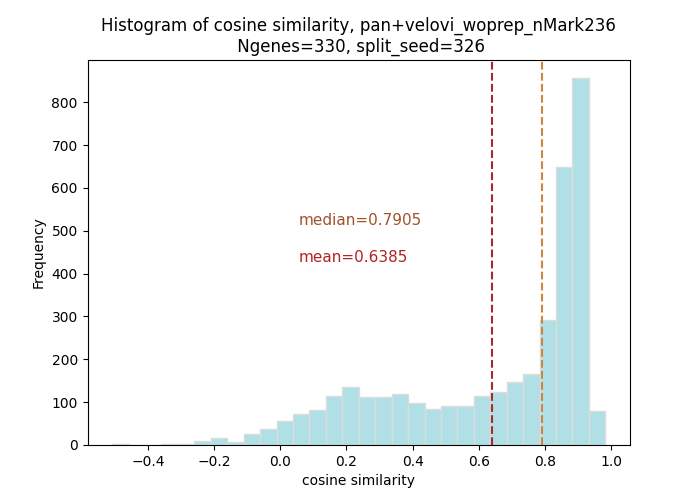 Histogram of cosine similarity, pan+velovi_woprep_nMark236
Ngenes=330, split_seed=326
800
700
600
500
400
300
200
100
0
Frequency
median=0.7905
mean=0.6385
−0.4
−0.2
0.0
0.2
0.4
0.6
0.8
1.0
cosine similarity